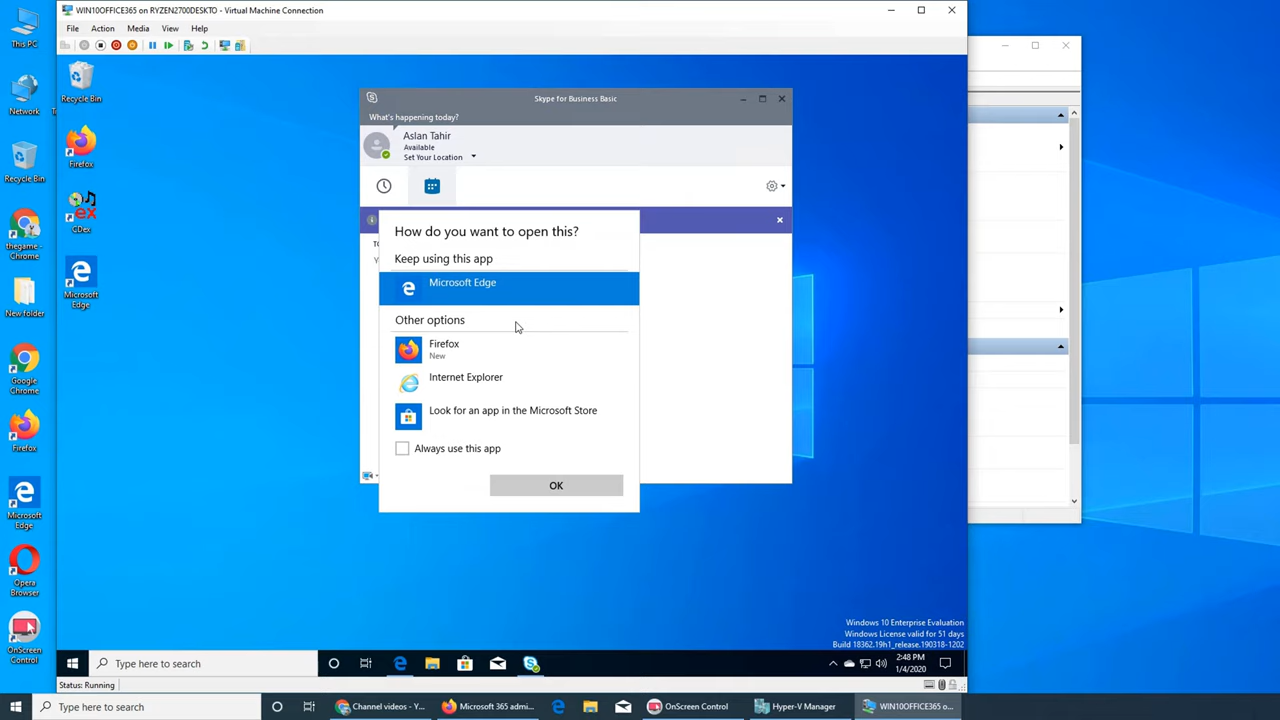 WIN10OFFICE365 on RYZEN2700DESKTO - Virtual Machine Connection
File Action Media View Help
This PC
Network
Recycle Bin
thegame - Chrome
New folder
Google Chrome
Firefox
Microsoft Edge
Opera Browser
OnScreen Control
Recycle Bin
Firefox
CDex
Microsoft Edge
Skype for Business Basic
What's happening today?
Aslan Tahir
Available
Set Your Location
How do you want to open this?
Keep using this app
Microsoft Edge
Other options
Firefox
New
Internet Explorer
Look for an app in the Microsoft Store
Always use this app
OK
Windows 10 Enterprise Evaluation
Windows License valid for 51 days
Build 18362.19h1_release.190318-1202
Type here to search
2:48 PM
1/4/2020
Status: Running
Type here to search
Channel videos - Y...
Microsoft 365 admi...
OnScreen Control
Hyper-V Manager
WIN10OFFICE365 o...